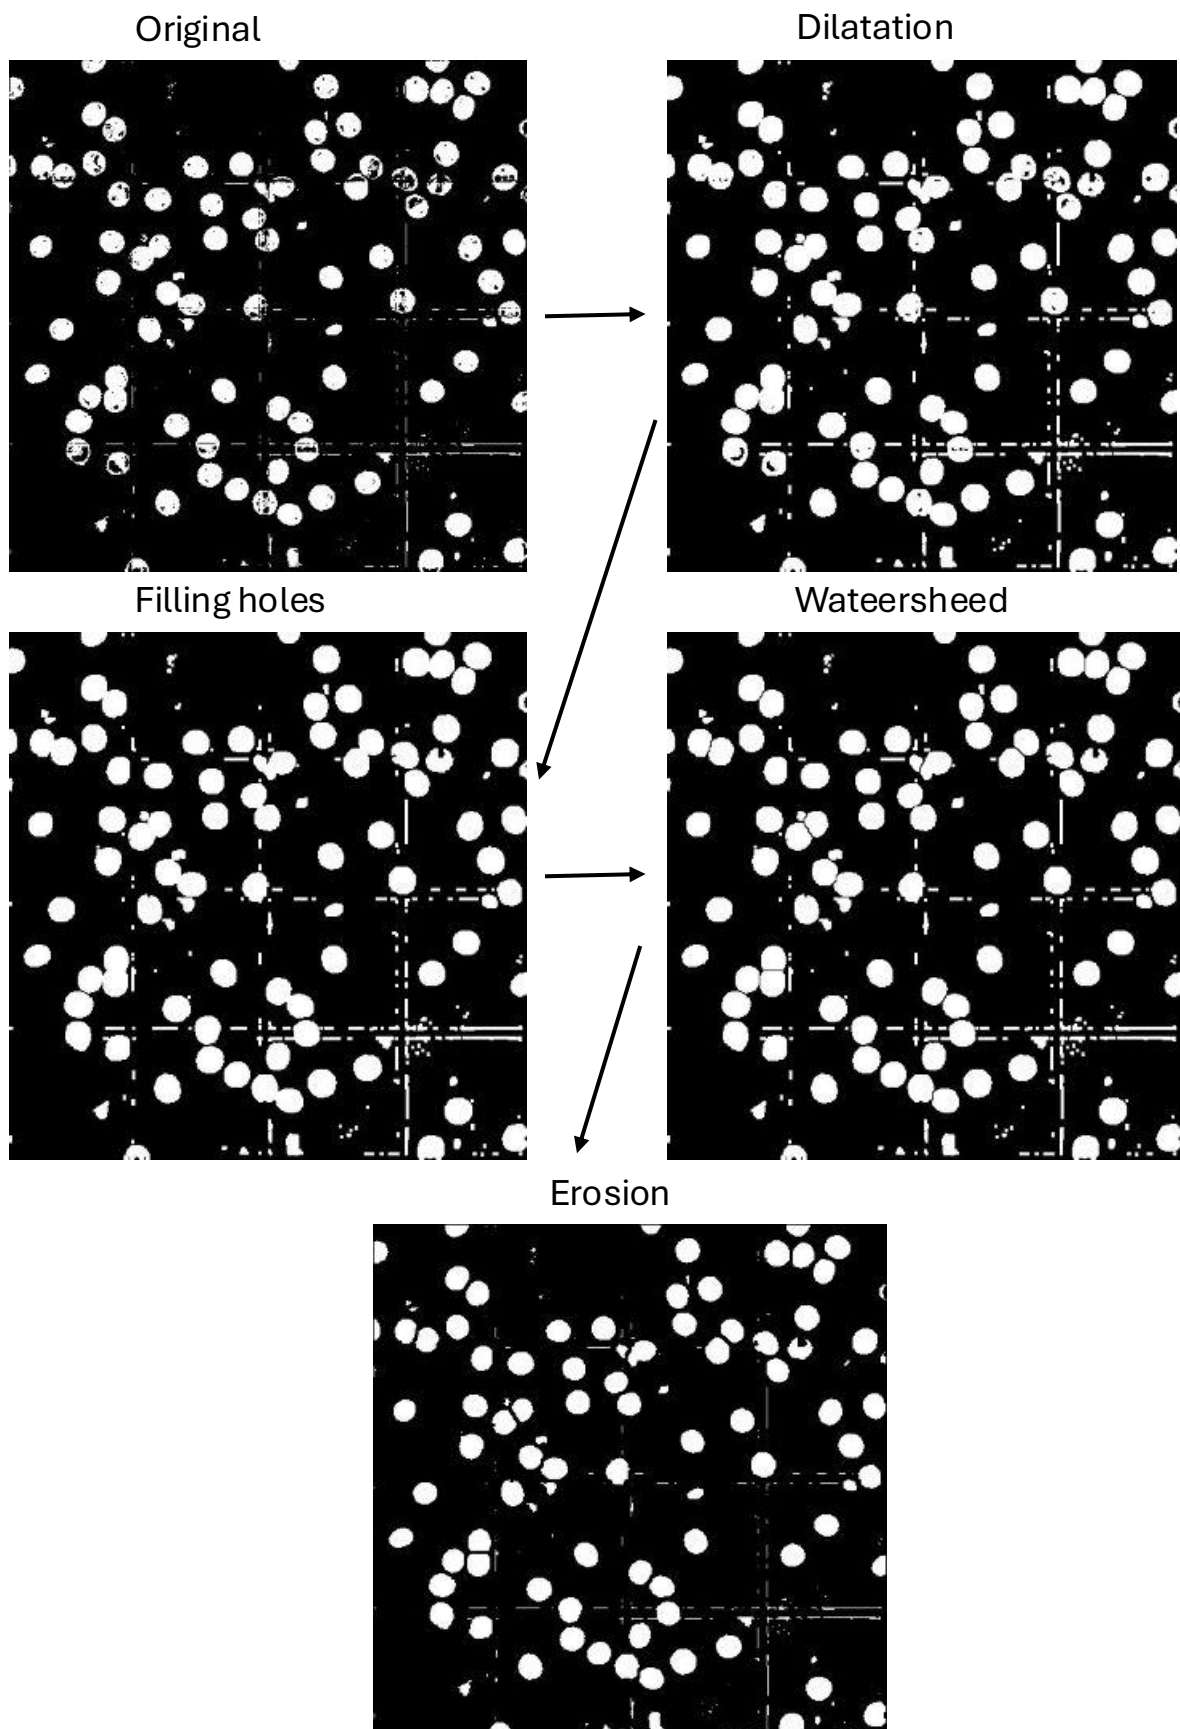 Original
Dilatation
Filling holes
Wateersheed
Erosion